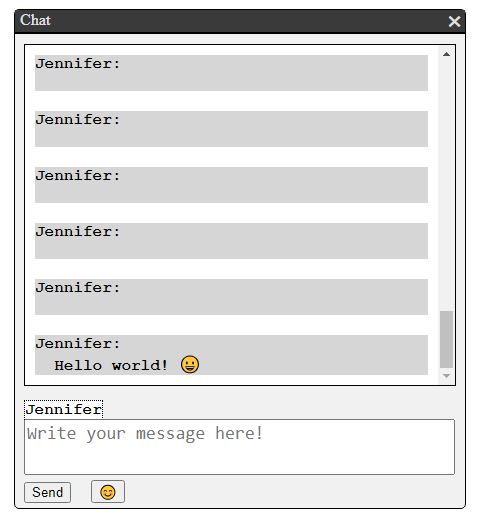 Chat
Jennifer:
Jennifer:
Jennifer:
Jennifer:
Jennifer:
Jennifer:
Hello world! 😀
Jennifer
Write your message here!
Send 😊